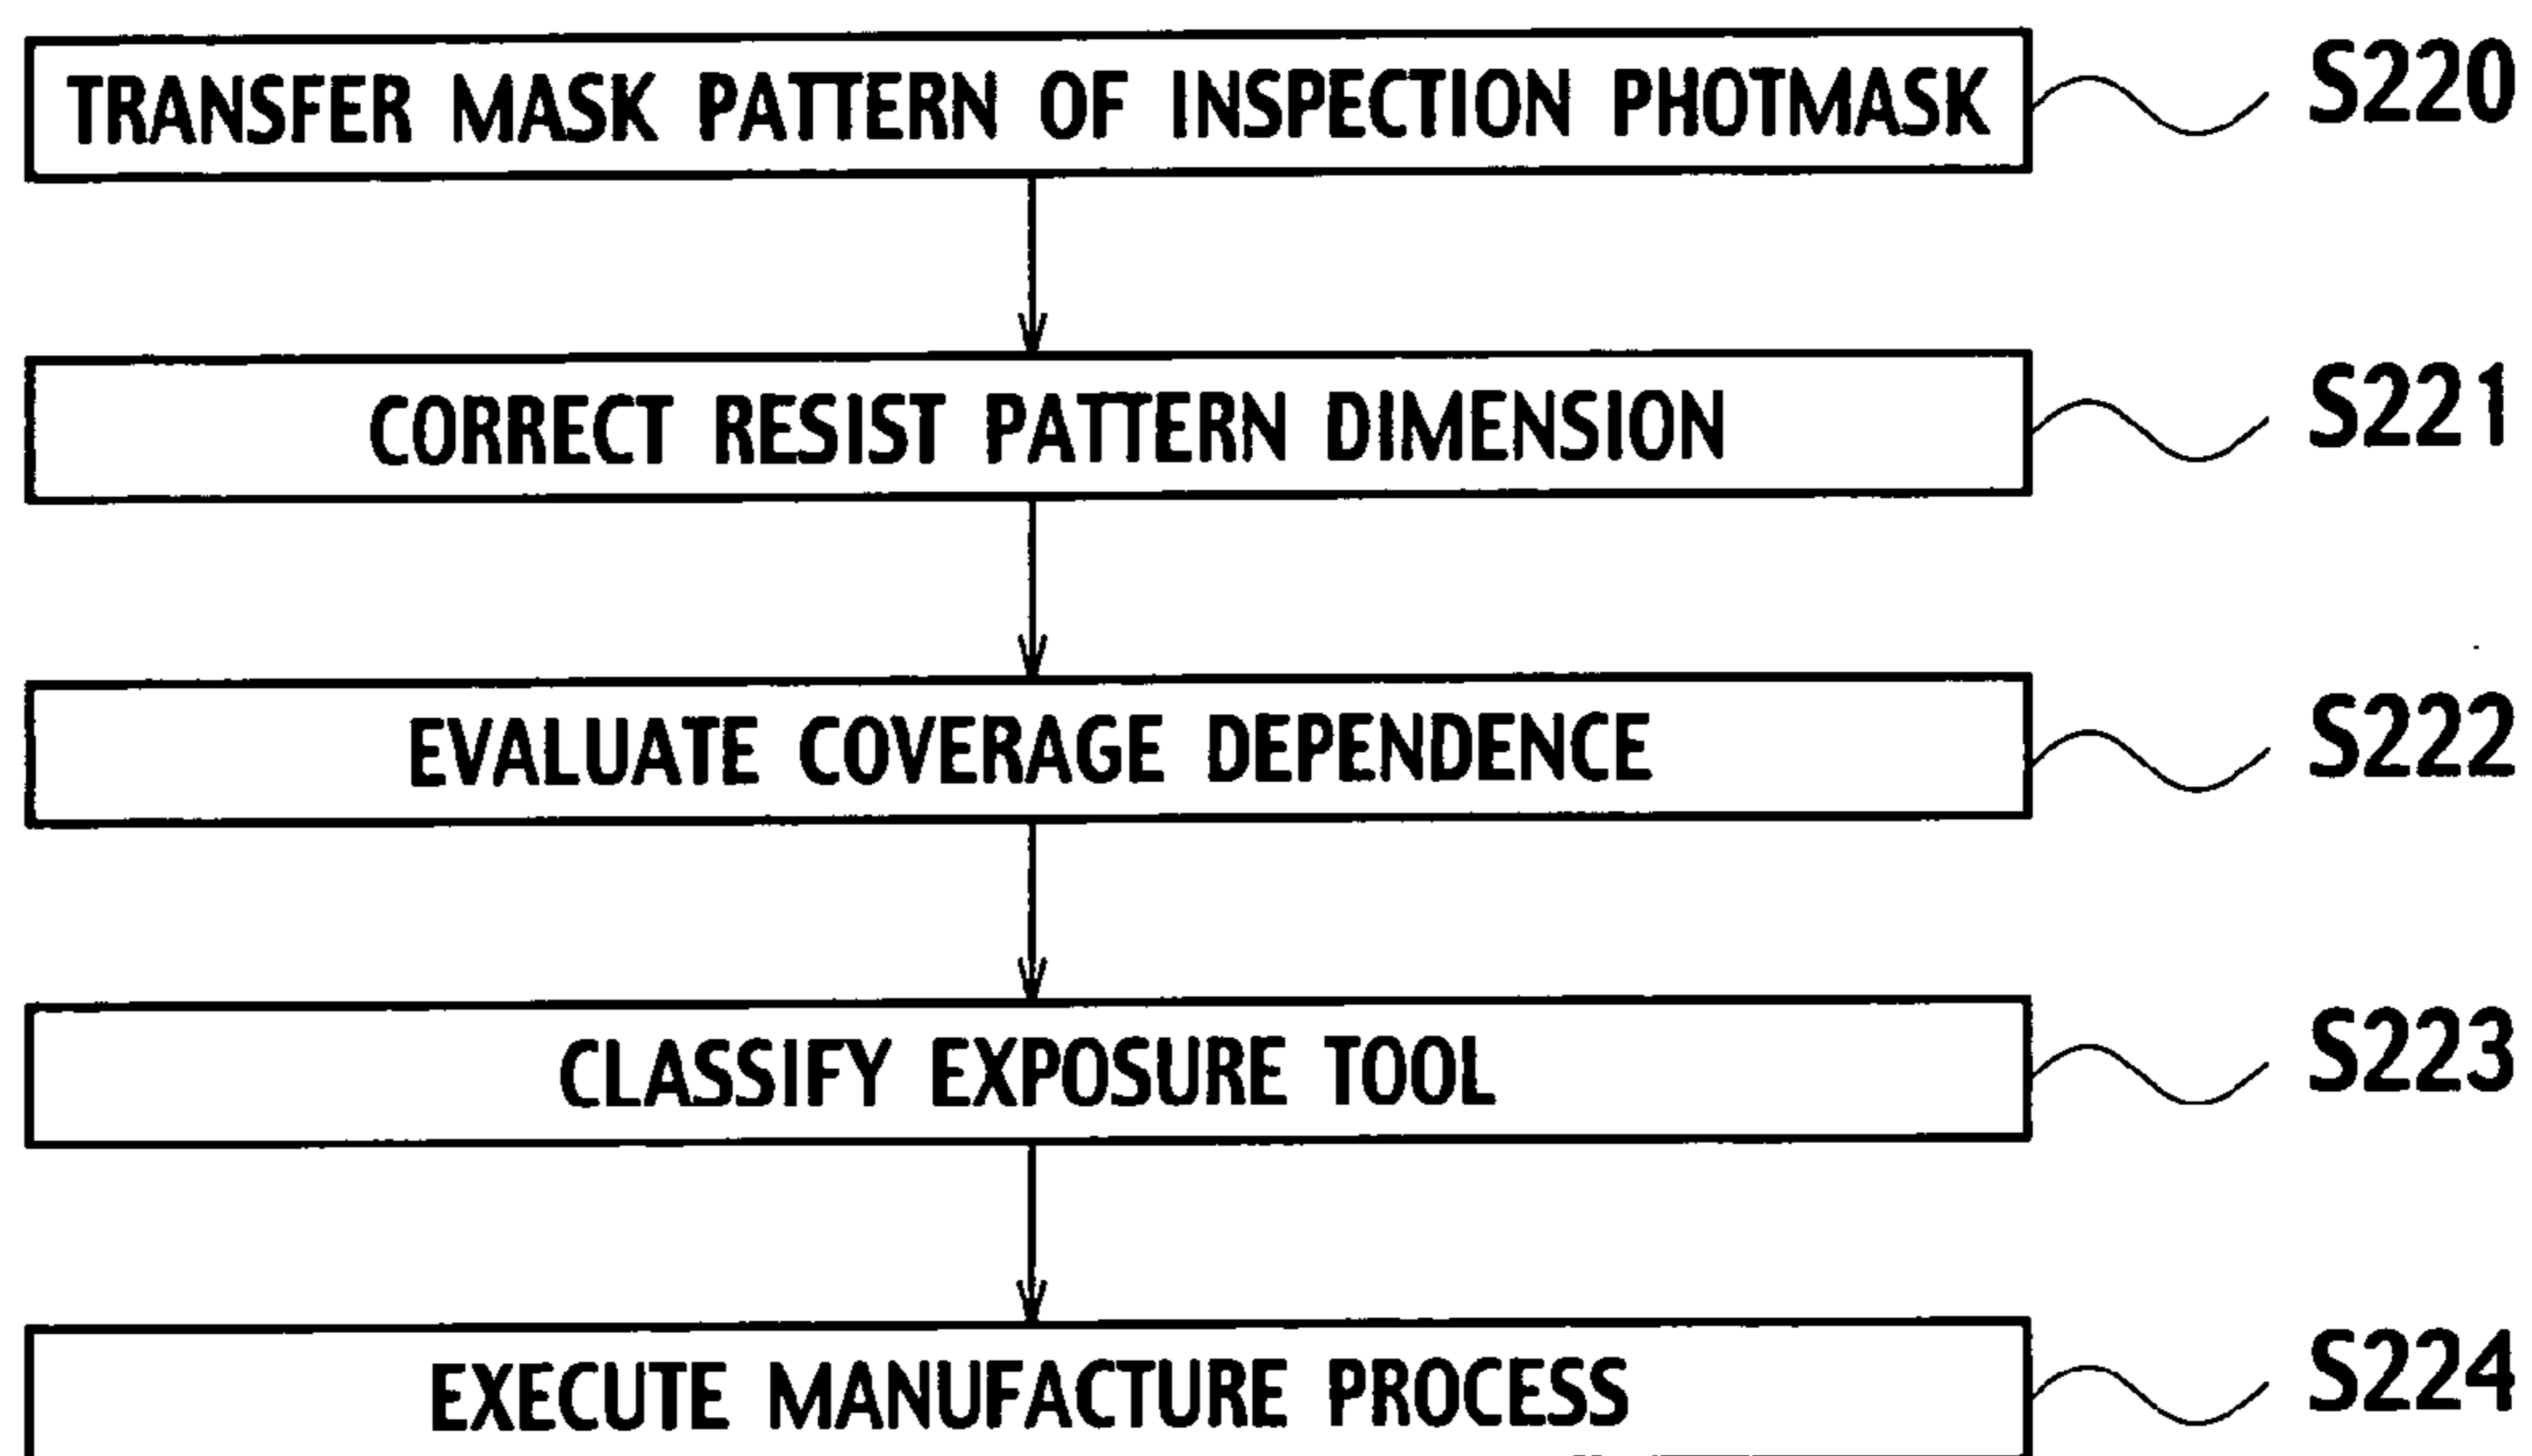 TRANSFER MASK PATTERN OF INSPECTION PHOTMASK S220
CORRECT RESIST PATTERN DIMENSION S221
EVALUATE COVERAGE DEPENDENCE S222
CLASSIFY EXPOSURE TOOL S223
EXECUTE MANUFACTURE PROCESS S224